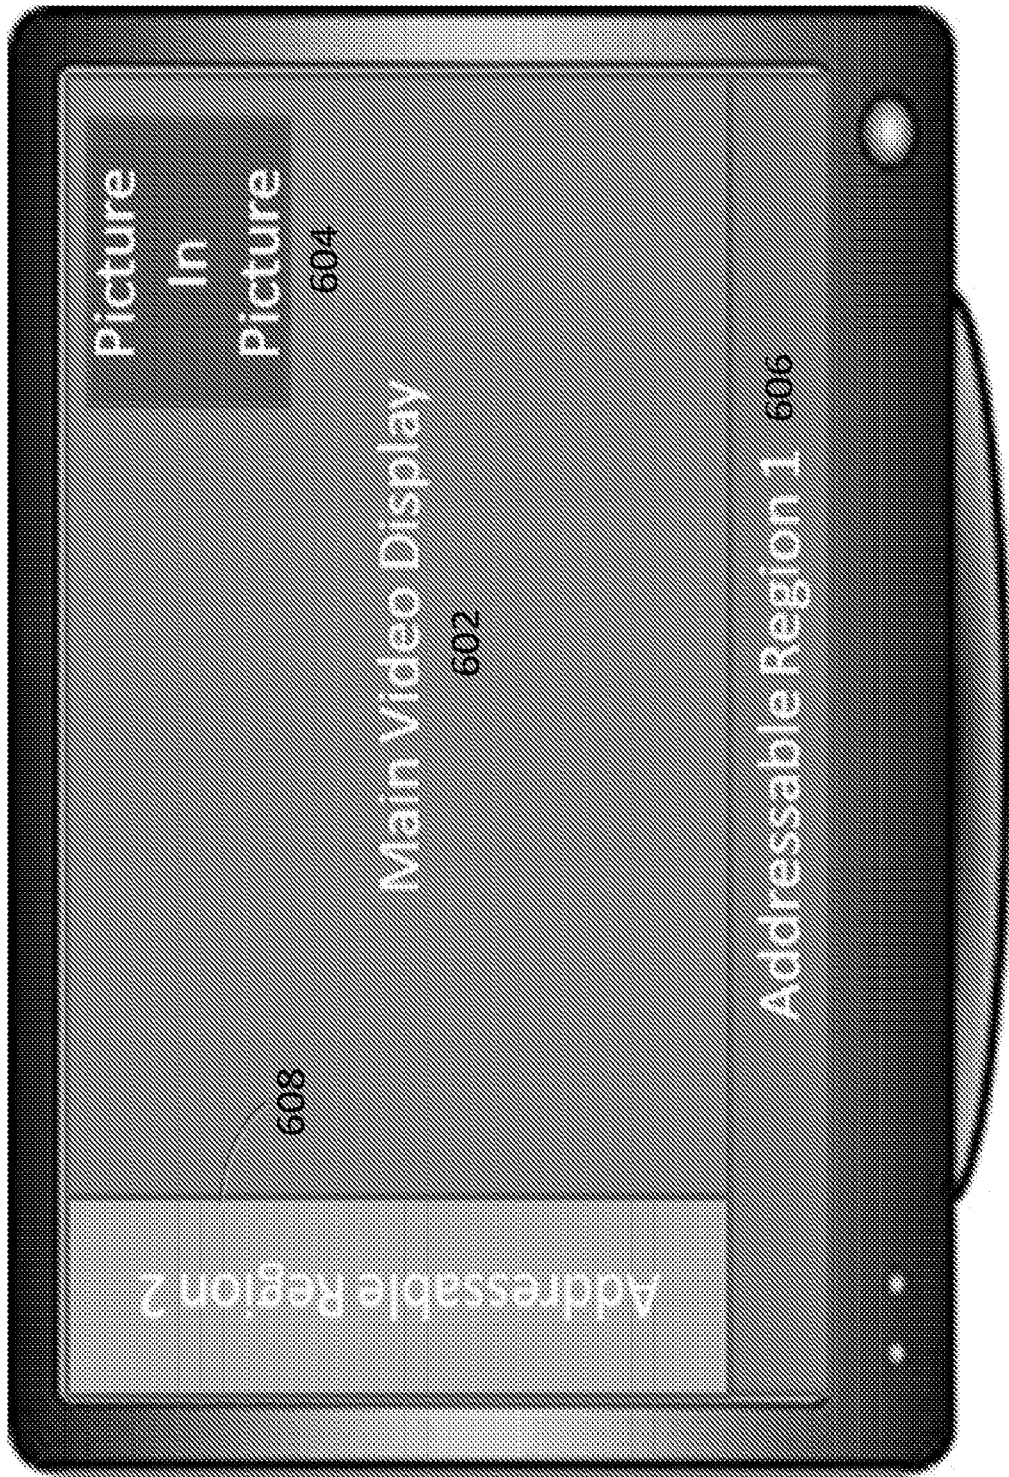 Picture
In
Picture
604
Main Video Display
602
608
Addressable Region 2
Addressable Region 1 606